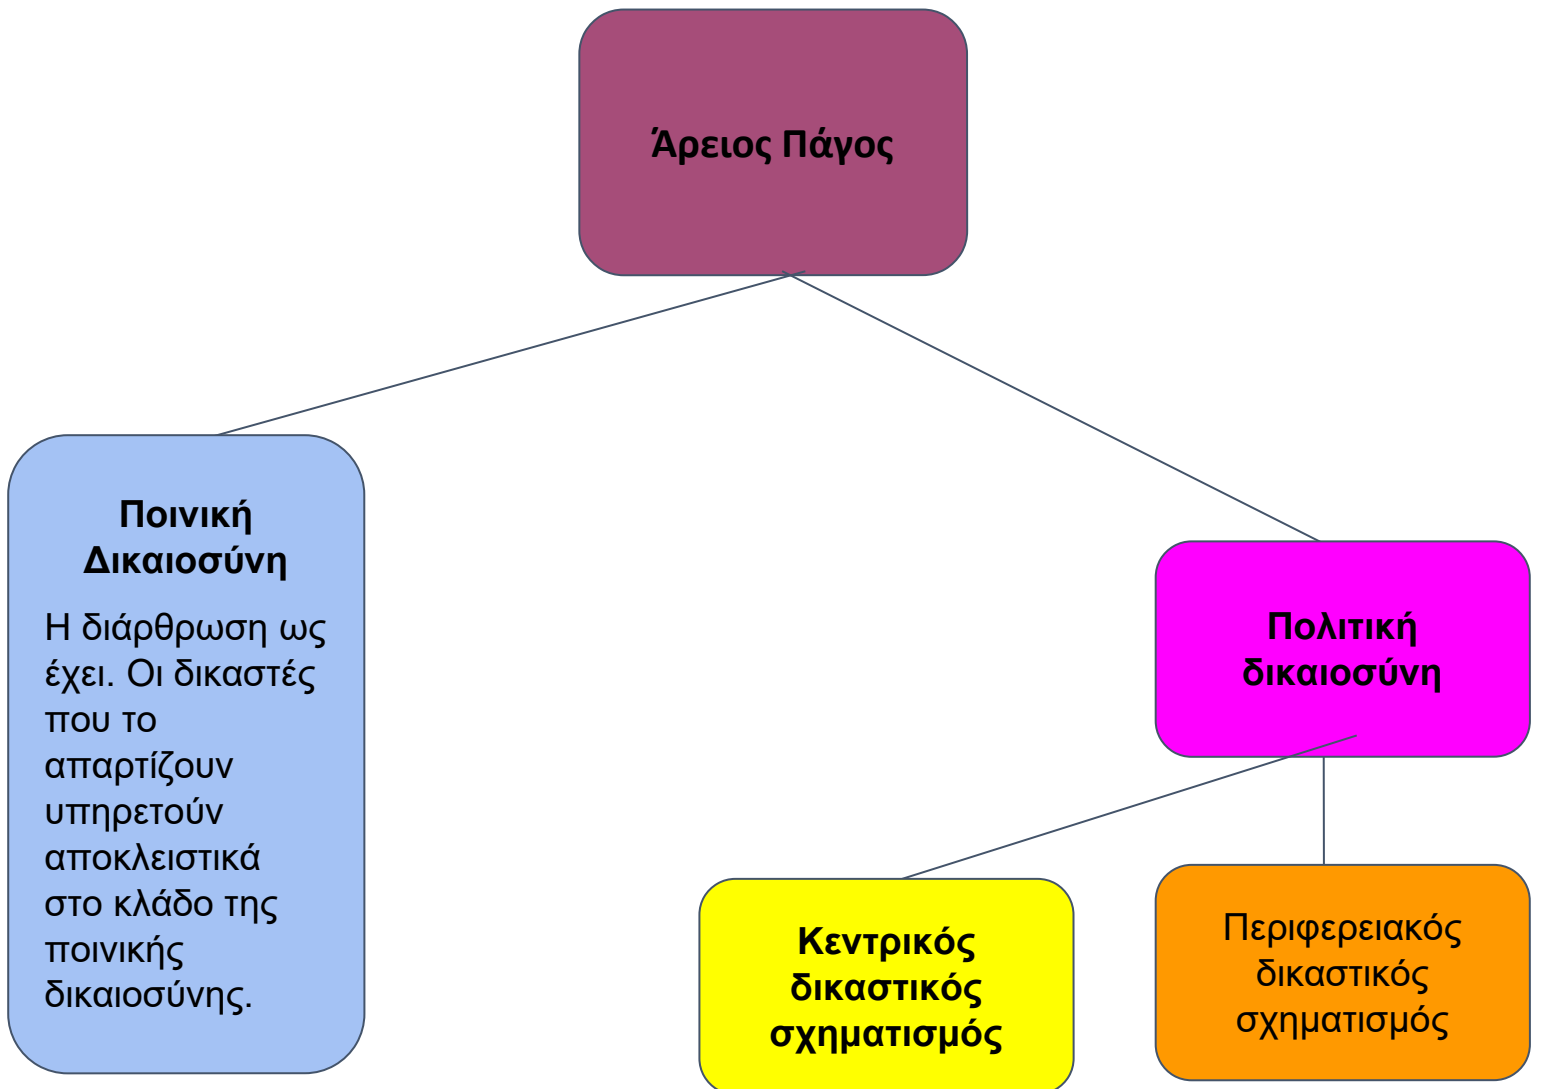 Άρειος Πάγος
Ποινική
Δικαιοσύνη
Η διάρθρωση ως
έχει. Οι δικαστές
που το
απαρτίζουν
υπηρετούν
αποκλειστικά
στο κλάδο της
ποινικής
δικαιοσύνης.
Πολιτική
δικαιοσύνη
Κεντρικός
δικαστικός
σχηματισμός
Περιφερειακός
δικαστικός
σχηματισμός